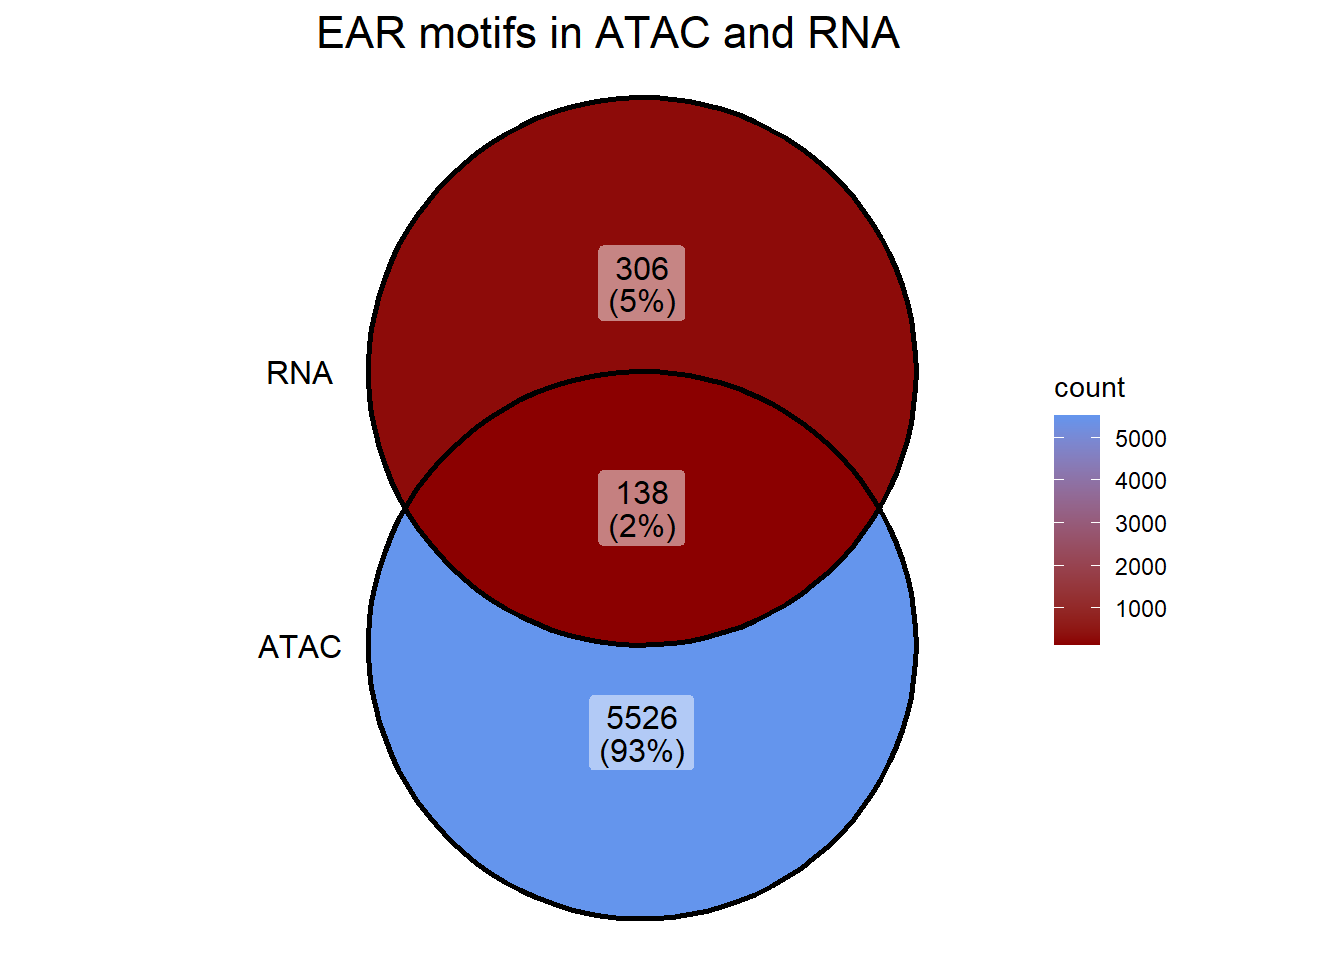 EAR motifs in ATAC and RNA
306
(5%)
RNA
138
(2%)
ATAC
5526
(93%)
count
5000
4000
3000
2000
1000